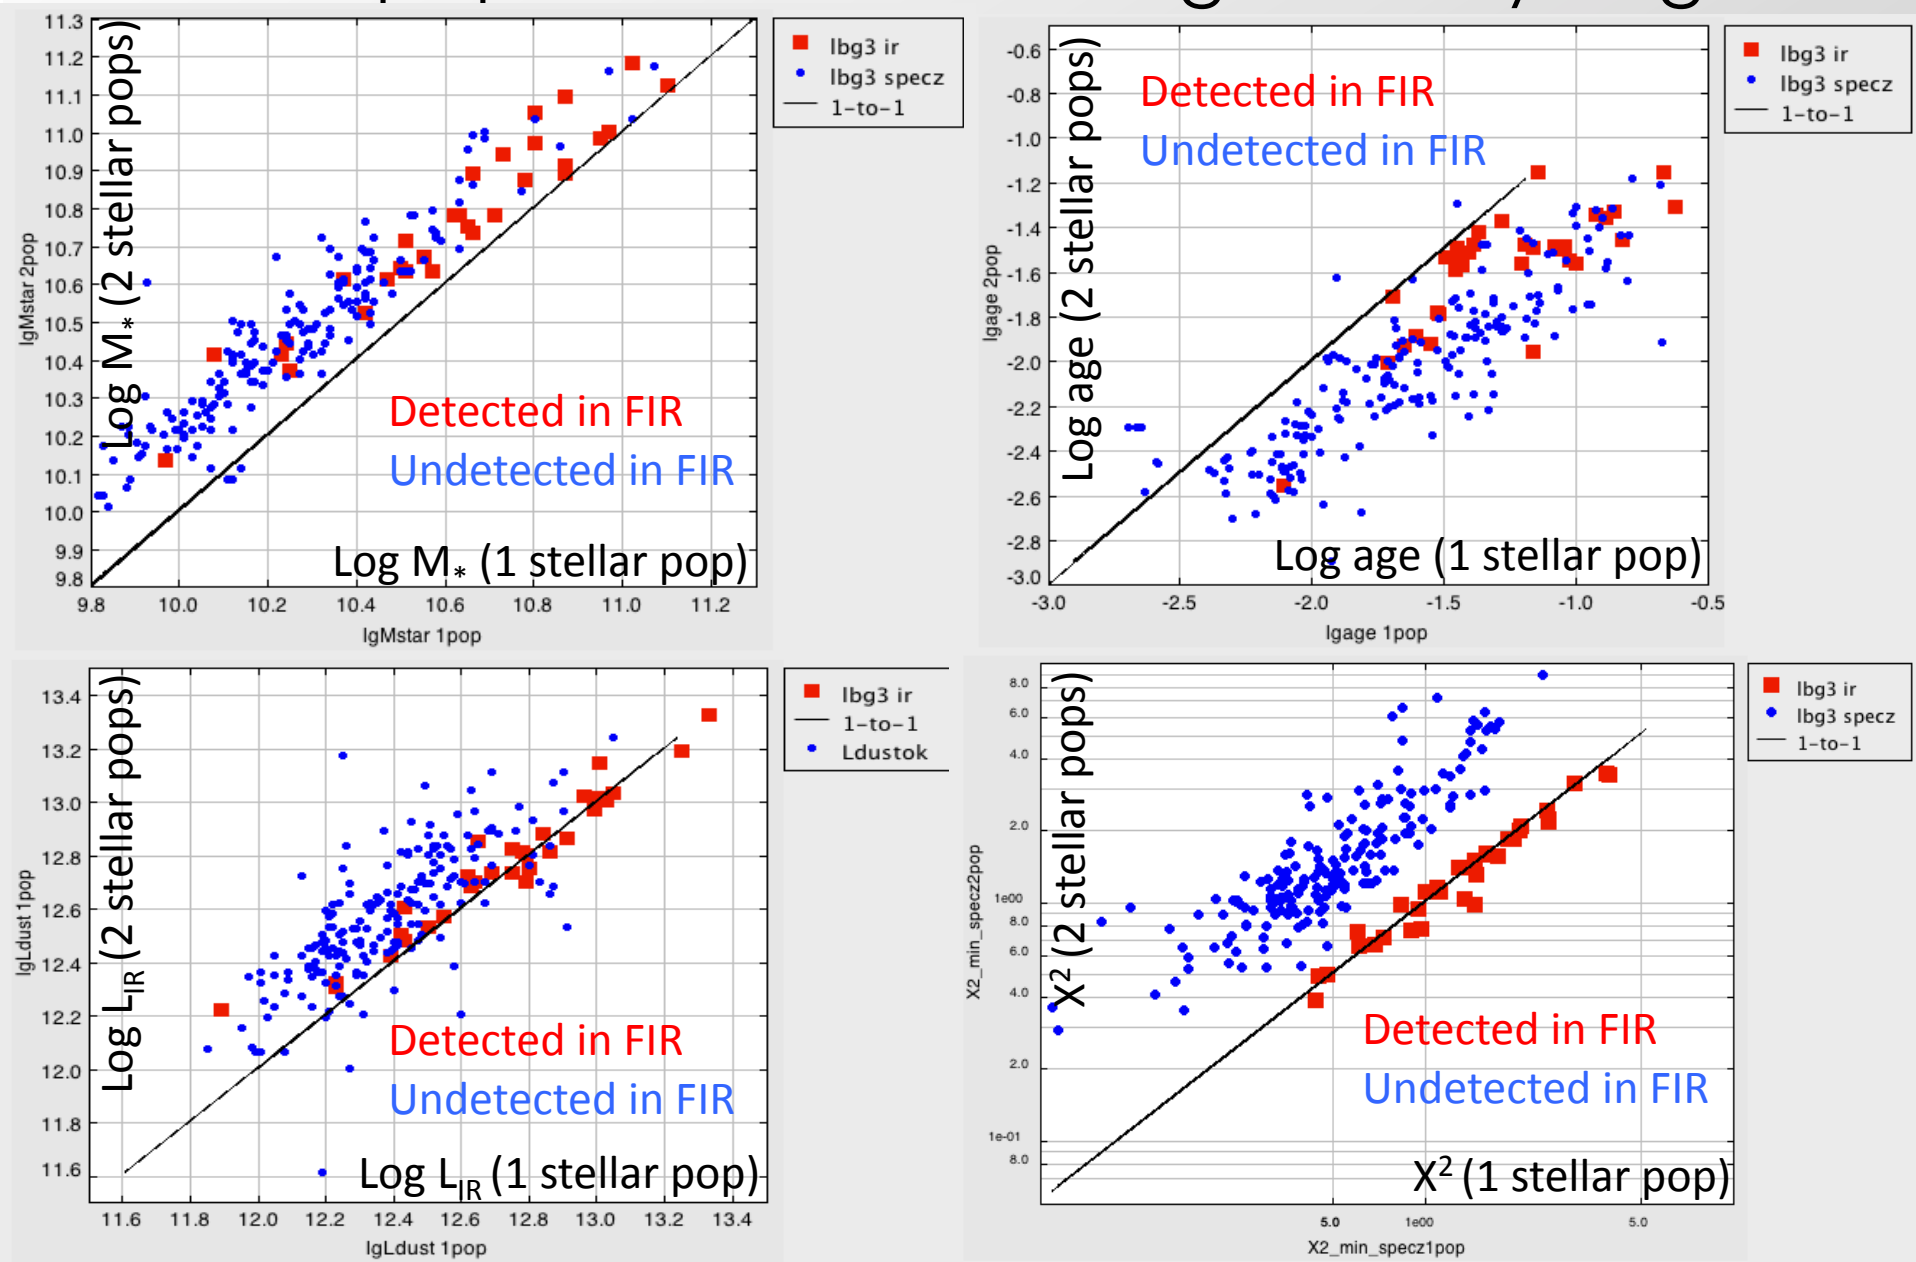 11.3
11.2
11.1
11.0
10.9
10.8
10.7
10.6
10.5
10.4
10.3
10.2
10.1
10.0
9.9
9.8
9.8 10.0 10.2 10.4 10.6 10.8 11.0 11.2
lgMstar 2pop
Log M* (2 stellar pops)
Detected in FIR
Undetected in FIR
Log M* (1 stellar pop)
lgMstar 1pop
lbg3 ir
lbg3 specz
1-to-1
-0.6
-0.8
-1.0
-1.2
-1.4
-1.6
-1.8
-2.0
-2.2
-2.4
-2.6
-2.8
-3.0
-3.0 -2.5 -2.0 -1.5 -1.0 -0.5
lgage 2pop
Log age (2 stellar pops)
Detected in FIR
Undetected in FIR
Log age (1 stellar pop)
lgage 1pop
lbg3 ir
lbg3 specz
1-to-1
13.4
13.2
13.0
12.8
12.6
12.4
12.2
12.0
11.8
11.6
11.6 11.8 12.0 12.2 12.4 12.6 12.8 13.0 13.2 13.4
lgLdust 1pop
Log L_IR (2 stellar pops)
Detected in FIR
Undetected in FIR
Log L_IR (1 stellar pop)
lgLdust 1pop
lbg3 ir
1-to-1
Ldustok
8.0
6.0
4.0
2.0
1e00
8.0
6.0
4.0
2.0
1e-01
8.0
5.0 1e00 5.0
X2_min_specz2pop
X² (2 stellar pops)
Detected in FIR
Undetected in FIR
X² (1 stellar pop)
X2_min_specz1pop
lbg3 ir
lbg3 specz
1-to-1